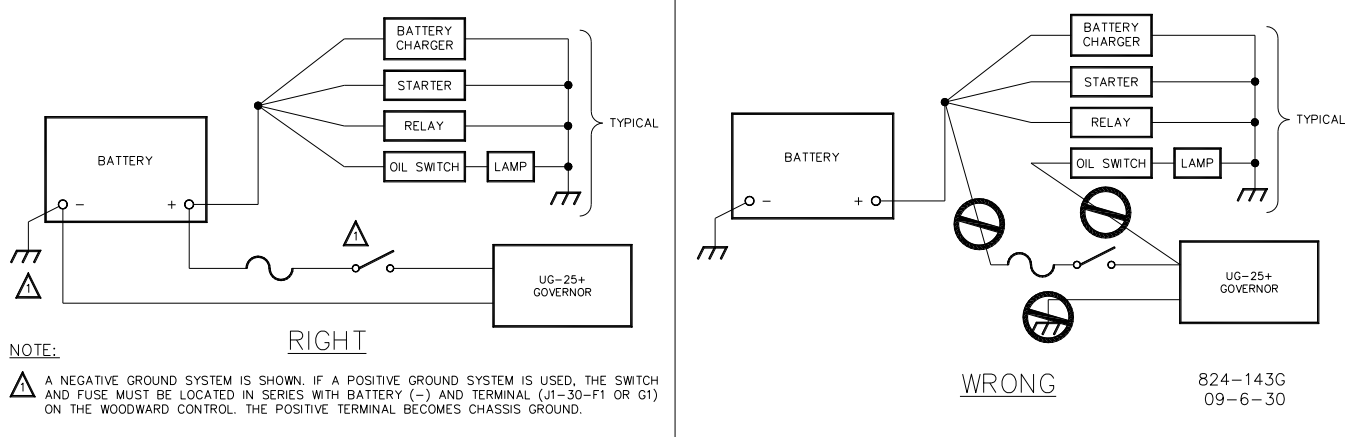 BATTERY
CHARGER
STARTER
RELAY
OIL SWITCH
LAMP
TYPICAL
BATTERY
-
+
1
1
UG-25+
GOVERNOR
RIGHT
NOTE:
1 A NEGATIVE GROUND SYSTEM IS SHOWN. IF A POSITIVE GROUND SYSTEM IS USED, THE SWITCH
AND FUSE MUST BE LOCATED IN SERIES WITH BATTERY (-) AND TERMINAL (J1-30-F1 OR G1)
ON THE WOODWARD CONTROL. THE POSITIVE TERMINAL BECOMES CHASSIS GROUND.
BATTERY
CHARGER
STARTER
RELAY
OIL SWITCH
LAMP
TYPICAL
BATTERY
-
+
UG-25+
GOVERNOR
WRONG
824-143G
09-6-30